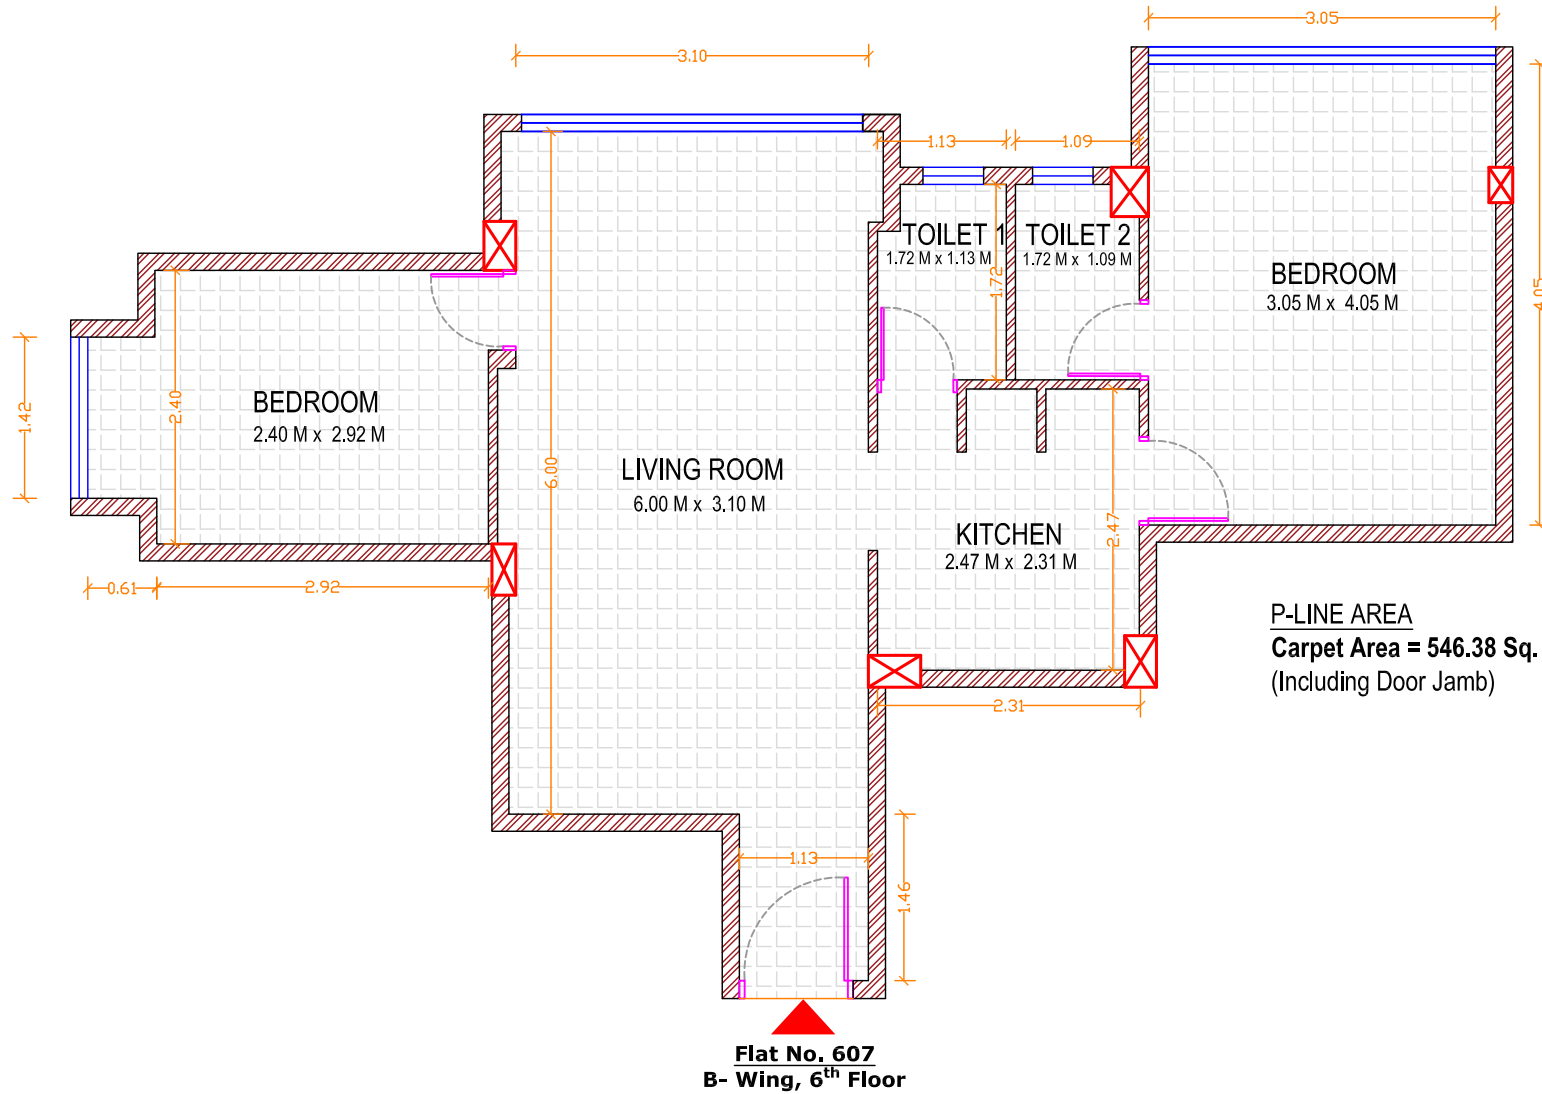 3.05
3.10
1.13
1.09
TOILET 1
1.72 M x 1.13 M
TOILET 2
1.72 M x 1.09 M
1.72
BEDROOM
3.05 M x 4.05 M
4.05
2.40
1.42
BEDROOM
2.40 M x 2.92 M
6.00
LIVING ROOM
6.00 M x 3.10 M
KITCHEN
2.47 M x 2.31 M
2.47
0.61
2.92
2.31
P-LINE AREA
Carpet Area = 546.38 Sq.
(Including Door Jamb)
1.13
1.46
Flat No. 607
B- Wing, 6th Floor